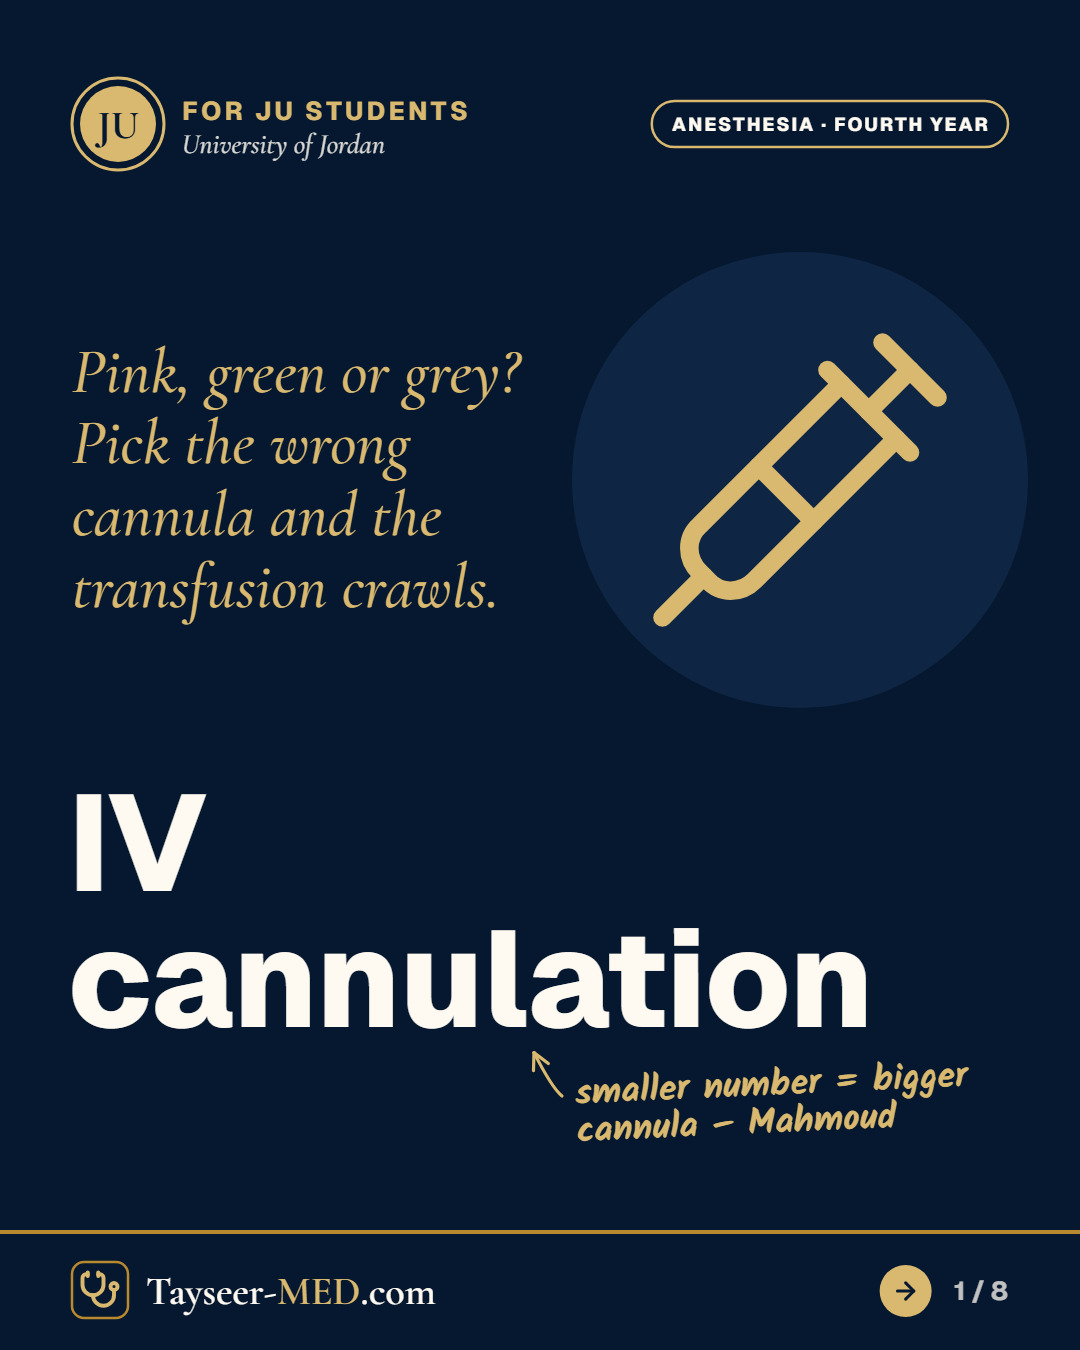 JU
FOR JU STUDENTS
University of Jordan
ANESTHESIA · FOURTH YEAR
Pink, green or grey?
Pick the wrong
cannula and the
transfusion crawls.
IV
cannulation
smaller number = bigger
cannula – Mahmoud
Tayseer-MED.com
1 / 8